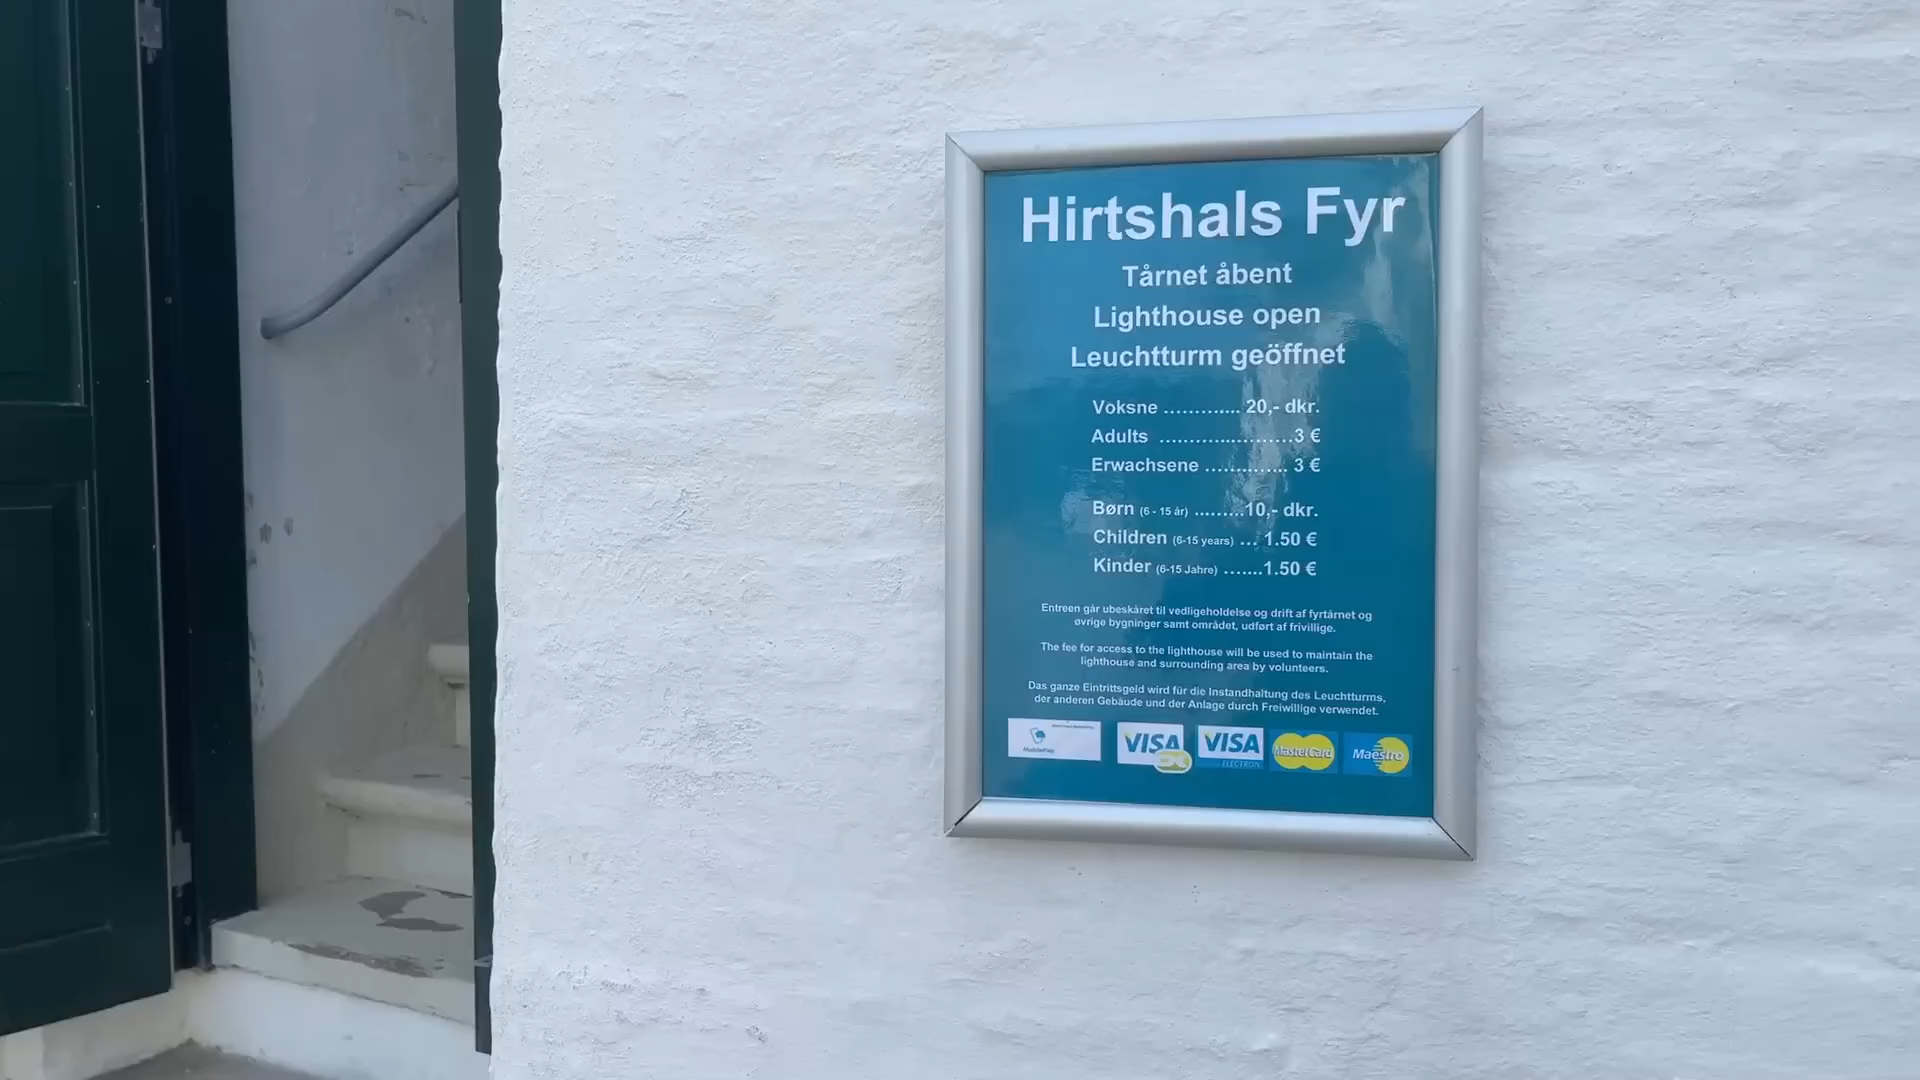 Hirtshals Fyr
Tårnet åbent
Lighthouse open
Leuchtturm geöffnet
Voksne ............ 20,- dkr.
Adults ......................3 €
Erwachsene .............. 3 €
Børn (6 - 15 år) .........10,- dkr.
Children (6-15 years) ... 1.50 €
Kinder (6-15 Jahre) .......1.50 €
Entreen går ubeskåret til vedligeholdelse og drift af fyrtårnet og
øvrige bygninger samt området, udført af frivillige.
The fee for access to the lighthouse will be used to maintain the
lighthouse and surrounding area by volunteers.
Das ganze Eintrittsgeld wird für die Instandhaltung des Leuchtturms,
der anderen Gebäude und der Anlage durch Freiwillige verwendet.
MobilePay VISA VISA ELECTRON MasterCard Maestro